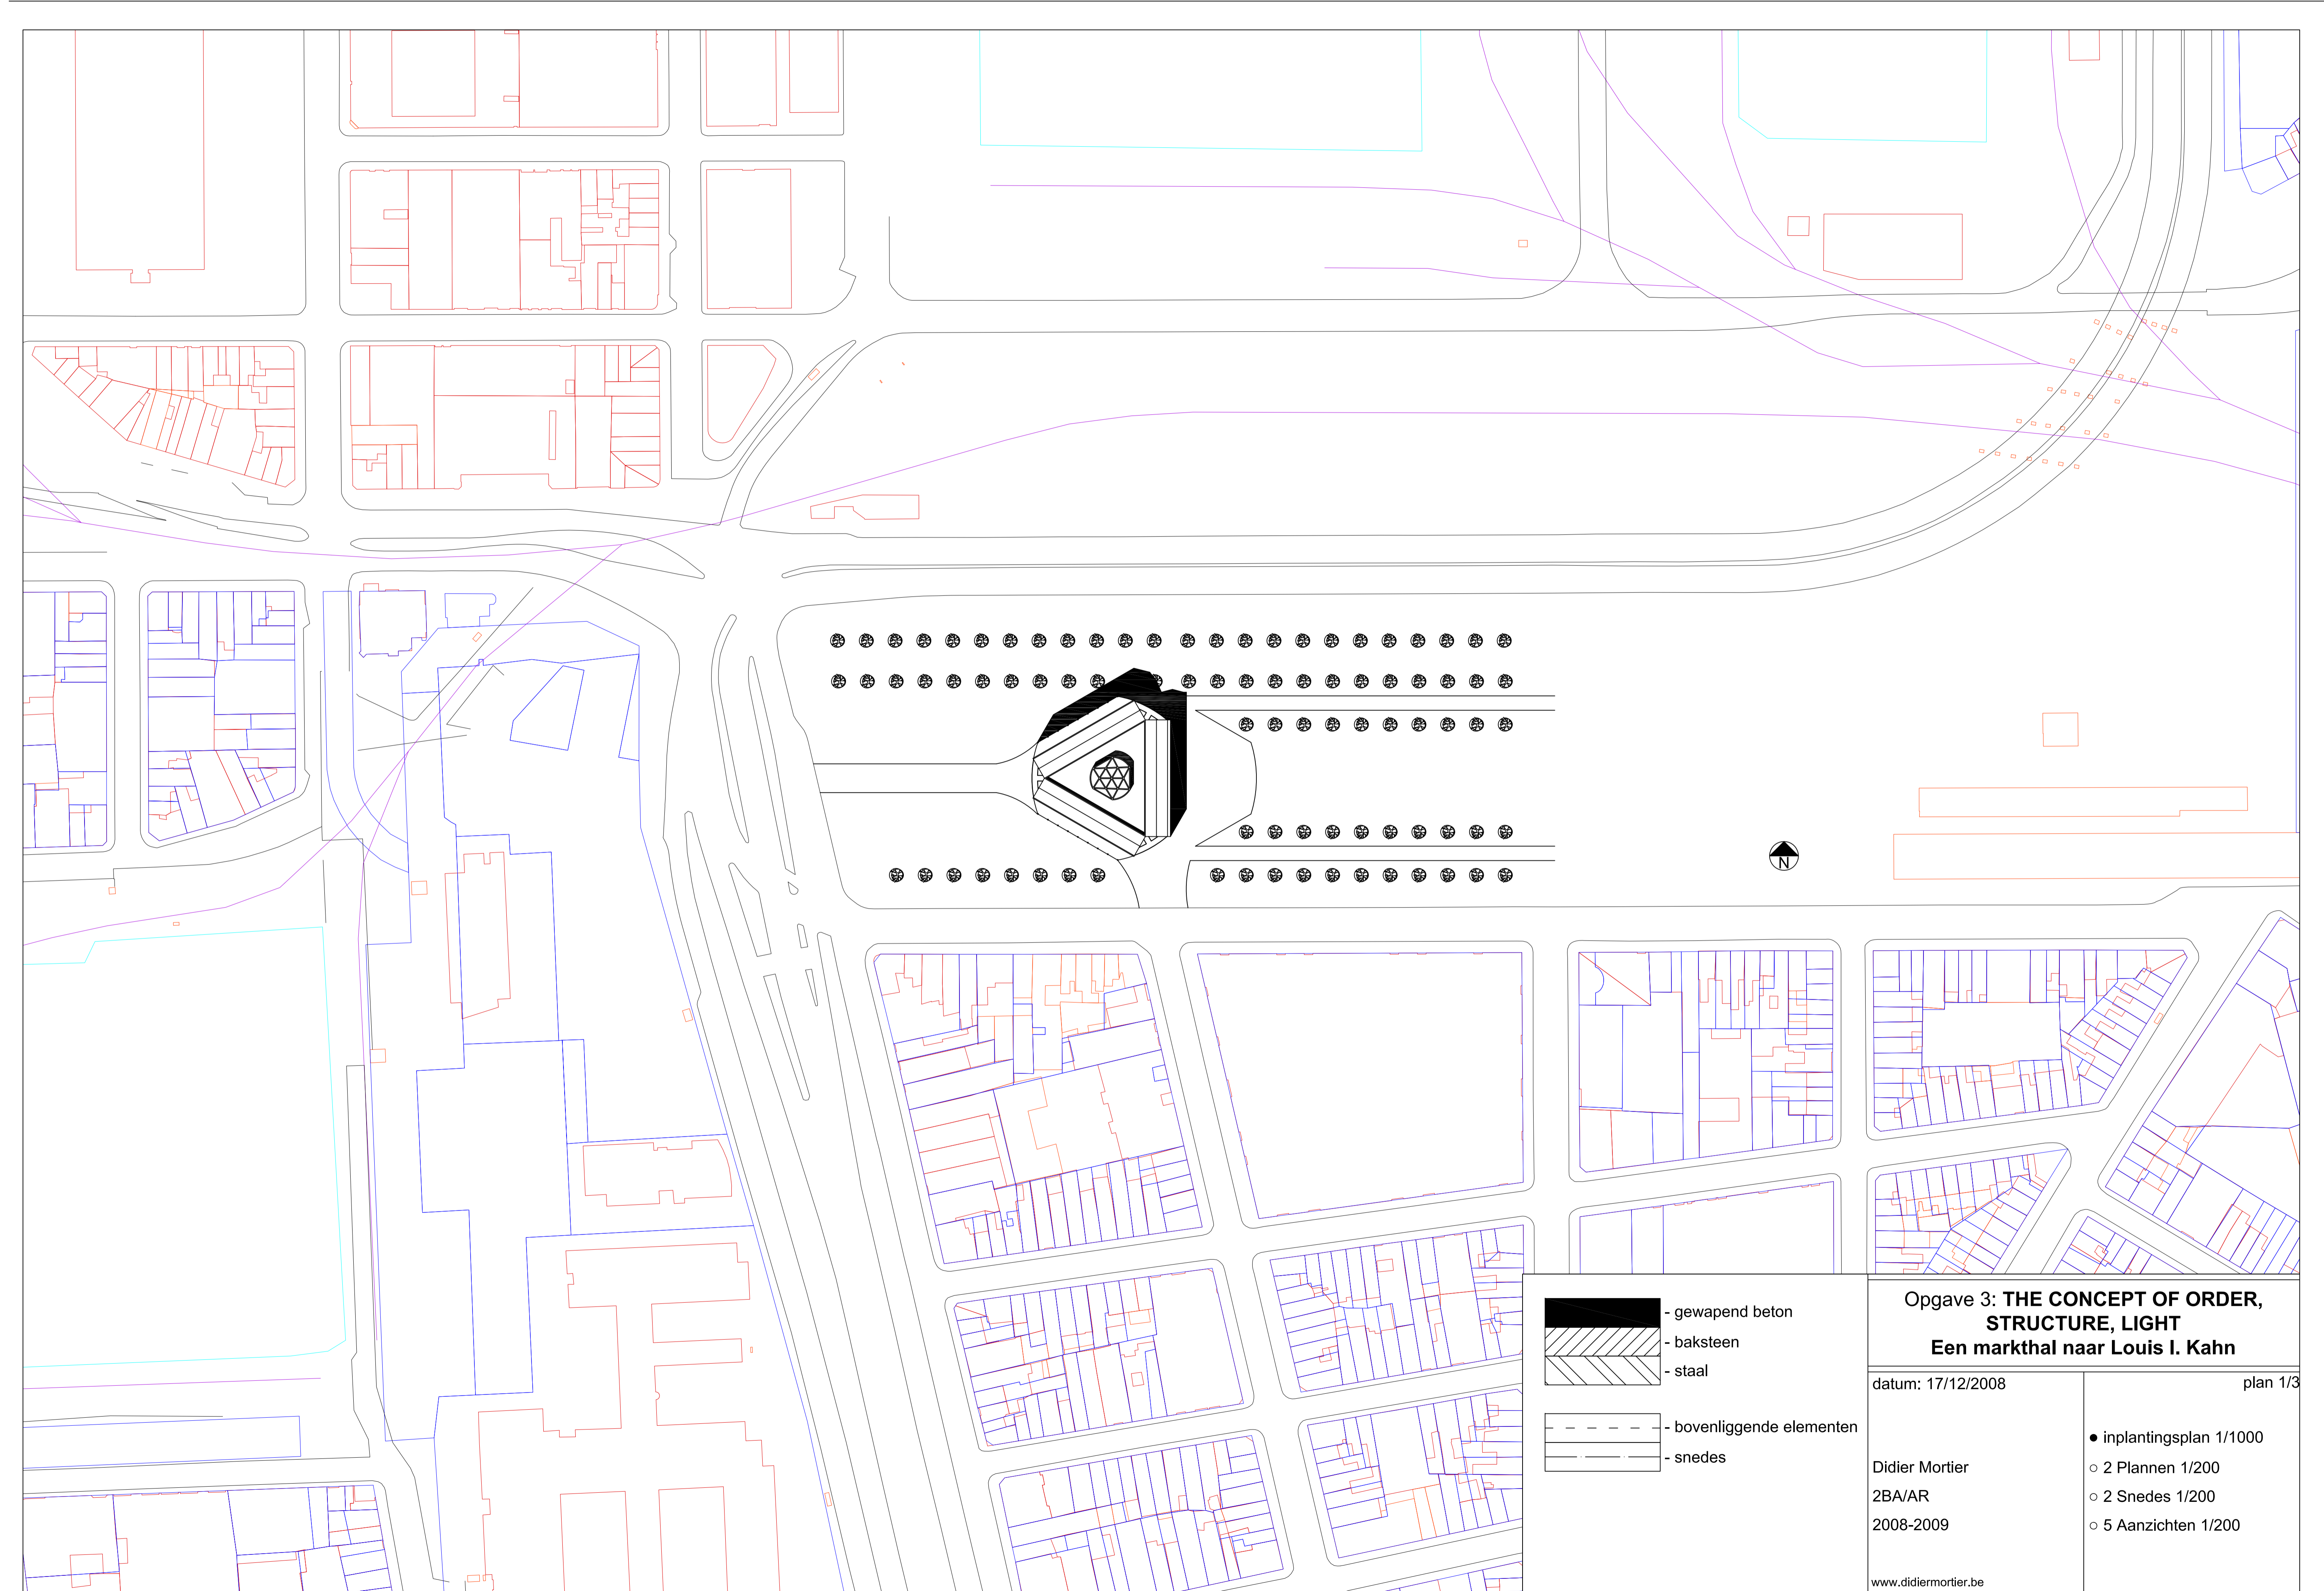 N
- gewapend beton
- baksteen
- staal
- bovenliggende elementen
- snedes
Opgave 3: THE CONCEPT OF ORDER,
STRUCTURE, LIGHT
Een markthal naar Louis I. Kahn
datum: 17/12/2008
plan 1/3
Didier Mortier
2BA/AR
2008-2009
www.didiermortier.be
● inplantingsplan 1/1000
○ 2 Plannen 1/200
○ 2 Snedes 1/200
○ 5 Aanzichten 1/200